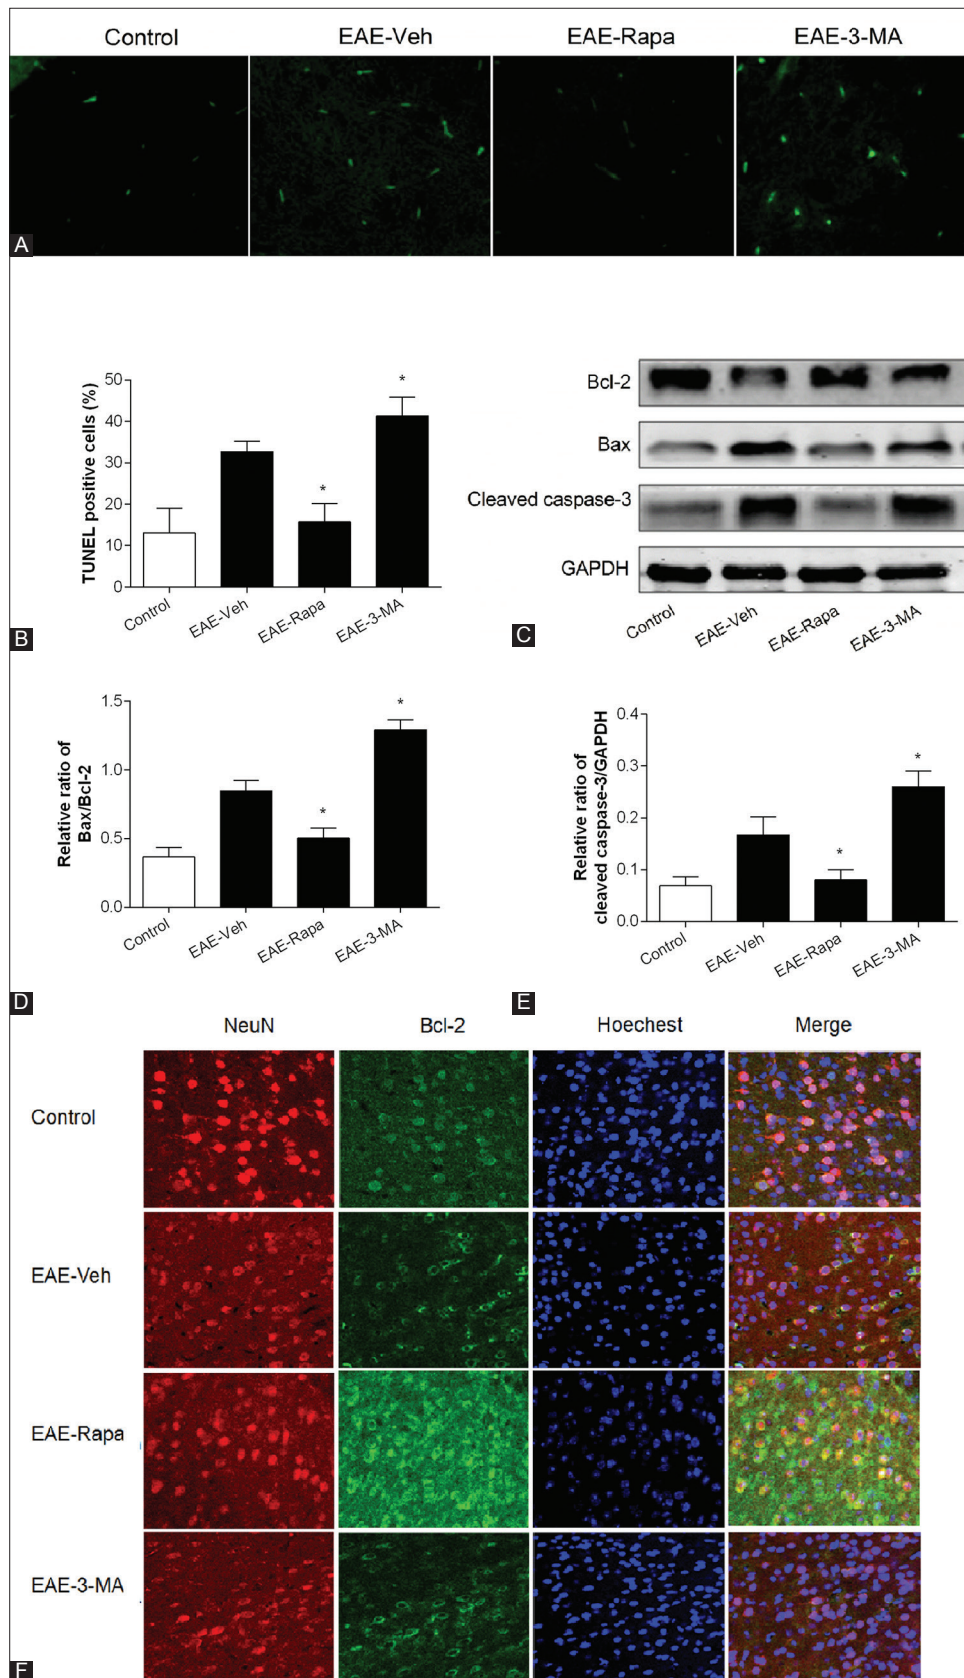 Control EAE-Veh EAE-Rapa EAE-3-MA
A
TUNEL positive cells (%)
50
40
30
20
10
0
*
*
Control EAE-Veh EAE-Rapa EAE-3-MA
B
Bcl-2
Bax
Cleaved caspase-3
GAPDH
Control EAE-Veh EAE-Rapa EAE-3-MA
C
Relative ratio of
Bax/Bcl-2
1.5
1.0
0.5
0.0
*
*
Control EAE-Veh EAE-Rapa EAE-3-MA
D
Relative ratio of
cleaved caspase-3/GAPDH
0.4
0.3
0.2
0.1
0.0
*
*
Control EAE-Veh EAE-Rapa EAE-3-MA
E
NeuN Bcl-2 Hoechest Merge
Control
EAE-Veh
EAE-Rapa
EAE-3-MA
F